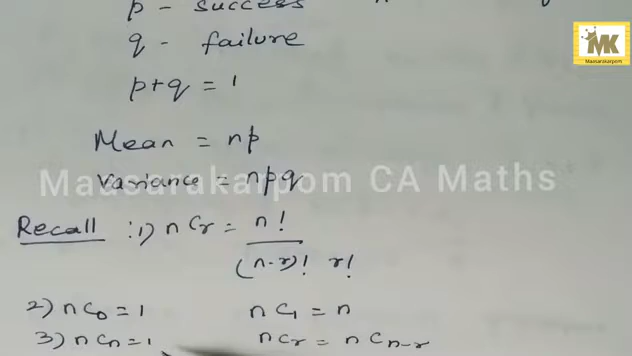 p - success
q - failure
p+q = 1
MK
Maasarakarpom
Mean = np
Variance = npq
Maasarakarpom CA Maths
Recall :1) nCr = n! / (n-r)! r!
2) nC0 = 1 nC1 = n
3) nCn = 1 nCr = nCn-r